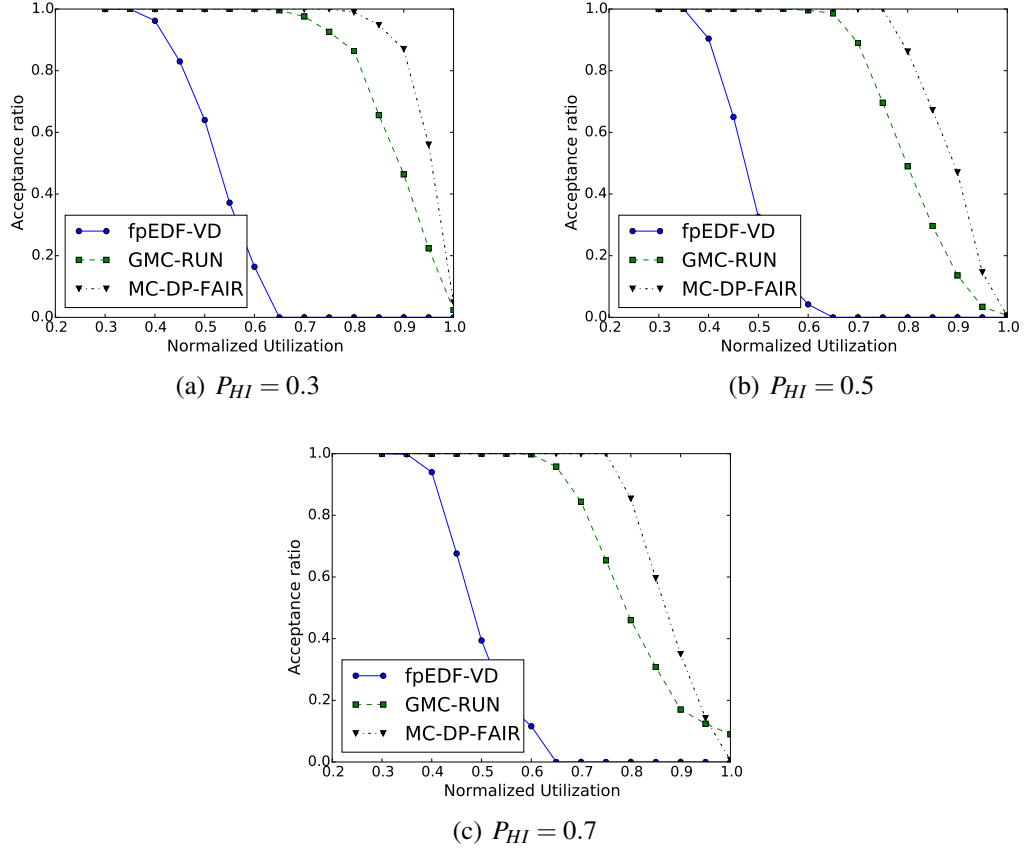 1.0
0.8
0.6
0.4
0.2
0.0
Acceptance ratio
fpEDF-VD
GMC-RUN
MC-DP-FAIR
0.2 0.3 0.4 0.5 0.6 0.7 0.8 0.9 1.0
Normalized Utilization
(a) P_HI = 0.3
1.0
0.8
0.6
0.4
0.2
0.0
Acceptance ratio
fpEDF-VD
GMC-RUN
MC-DP-FAIR
0.2 0.3 0.4 0.5 0.6 0.7 0.8 0.9 1.0
Normalized Utilization
(b) P_HI = 0.5
1.0
0.8
0.6
0.4
0.2
0.0
Acceptance ratio
fpEDF-VD
GMC-RUN
MC-DP-FAIR
0.2 0.3 0.4 0.5 0.6 0.7 0.8 0.9 1.0
Normalized Utilization
(c) P_HI = 0.7